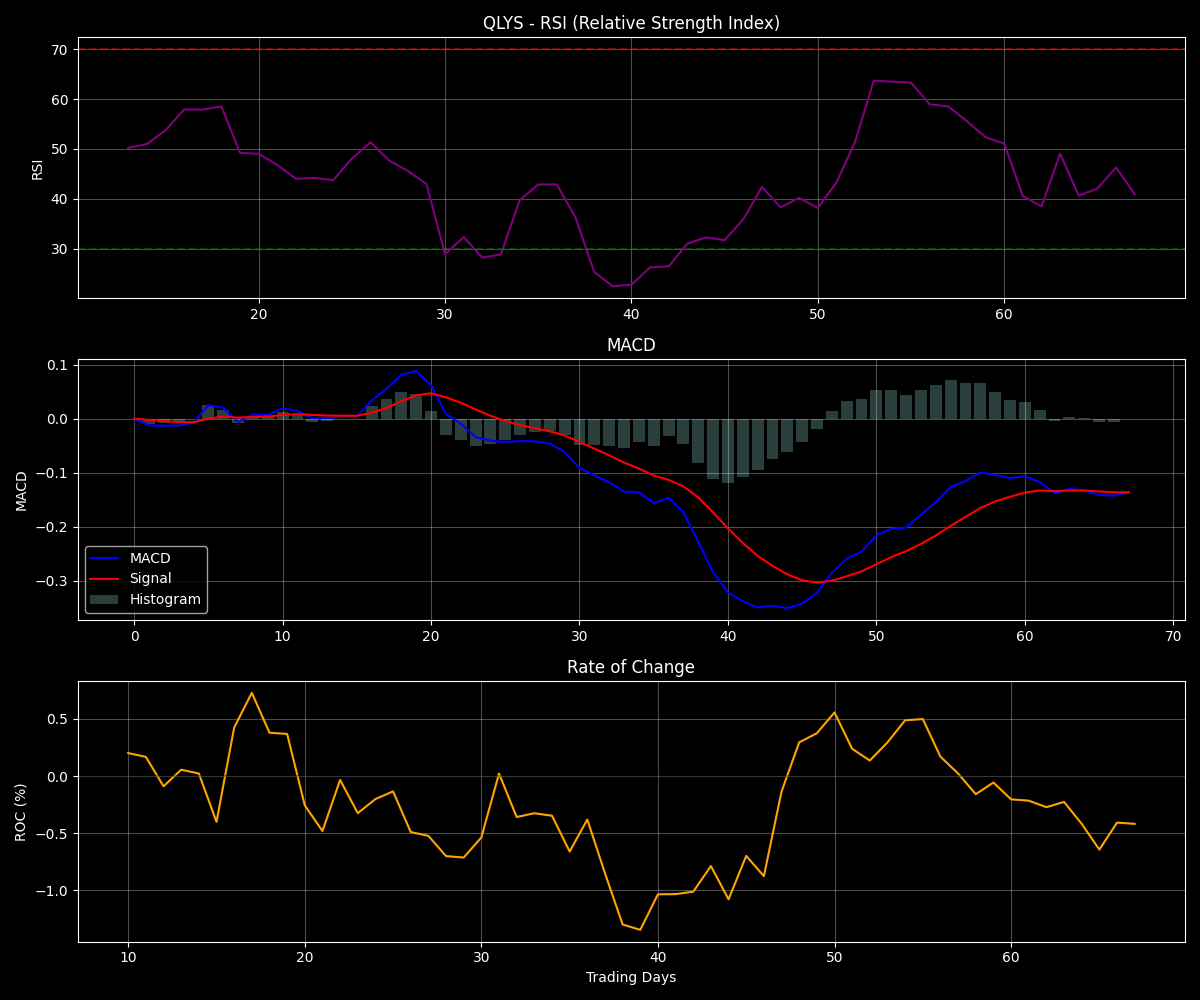 QLYS - RSI (Relative Strength Index)
70
60
50
40
30
RSI
20 30 40 50 60
MACD
0.1
0.0
−0.1
−0.2
−0.3
MACD
MACD
Signal
Histogram
0 10 20 30 40 50 60 70
Rate of Change
0.5
0.0
−0.5
−1.0
ROC (%)
10 20 30 40 50 60
Trading Days